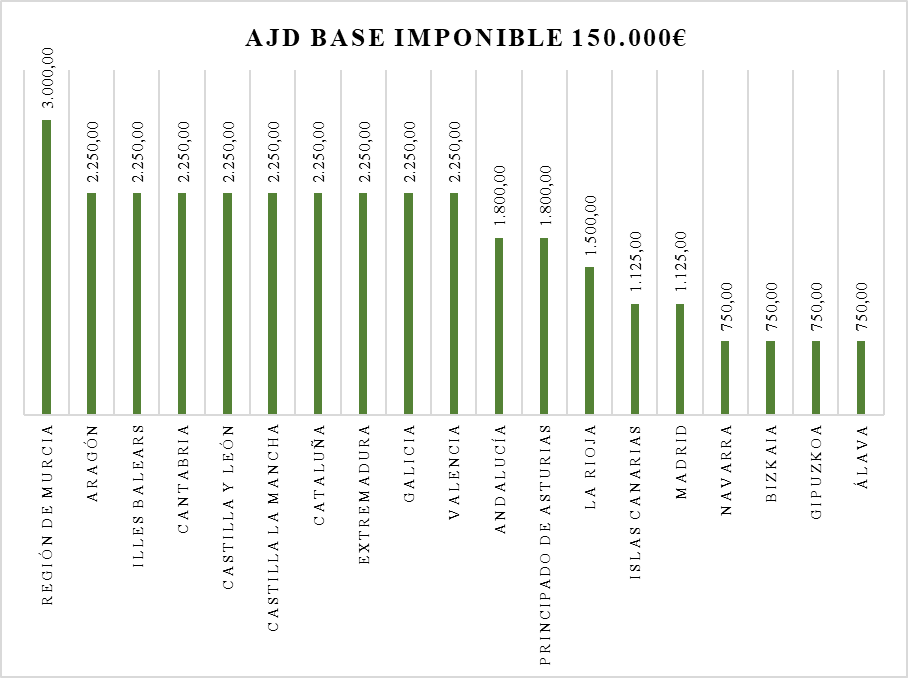 AJD BASE IMPONIBLE 150.000€
3.000,00
2.250,00
2.250,00
2.250,00
2.250,00
2.250,00
2.250,00
2.250,00
2.250,00
2.250,00
1.800,00
1.800,00
1.500,00
1.125,00
1.125,00
750,00
750,00
750,00
750,00
REGIÓN DE MURCIA
ARAGÓN
ILLES BALEARS
CANTABRIA
CASTILLA Y LEÓN
CASTILLA LA MANCHA
CATALUÑA
EXTREMADURA
GALICIA
VALENCIA
ANDALUCÍA
PRINCIPADO DE ASTURIAS
LA RIOJA
ISLAS CANARIAS
MADRID
NAVARRA
BIZKAIA
GIPUZKOA
ÁLAVA